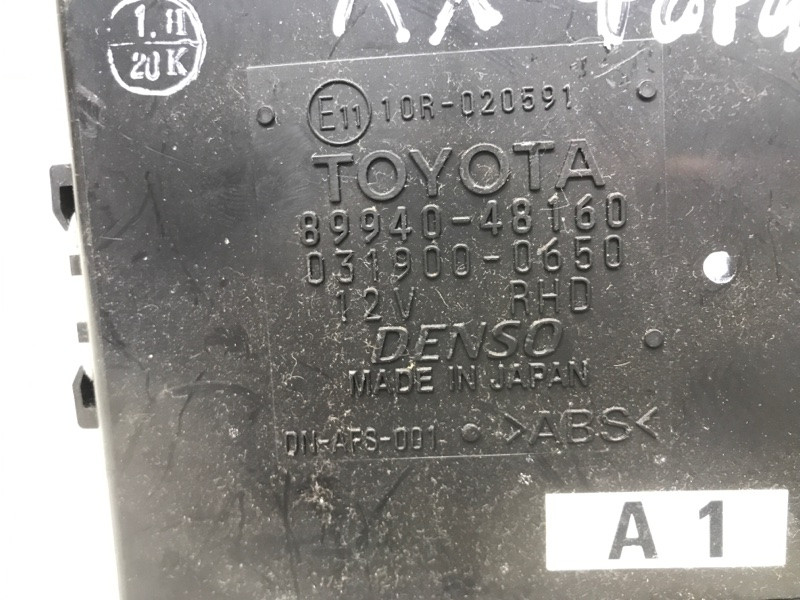 1.H
20K
RX
E11 10R-020591
TOYOTA
89940-48160
031900-0650
12V RHD
DENSO
MADE IN JAPAN
DN-AFS-001 >ABS<
A 1